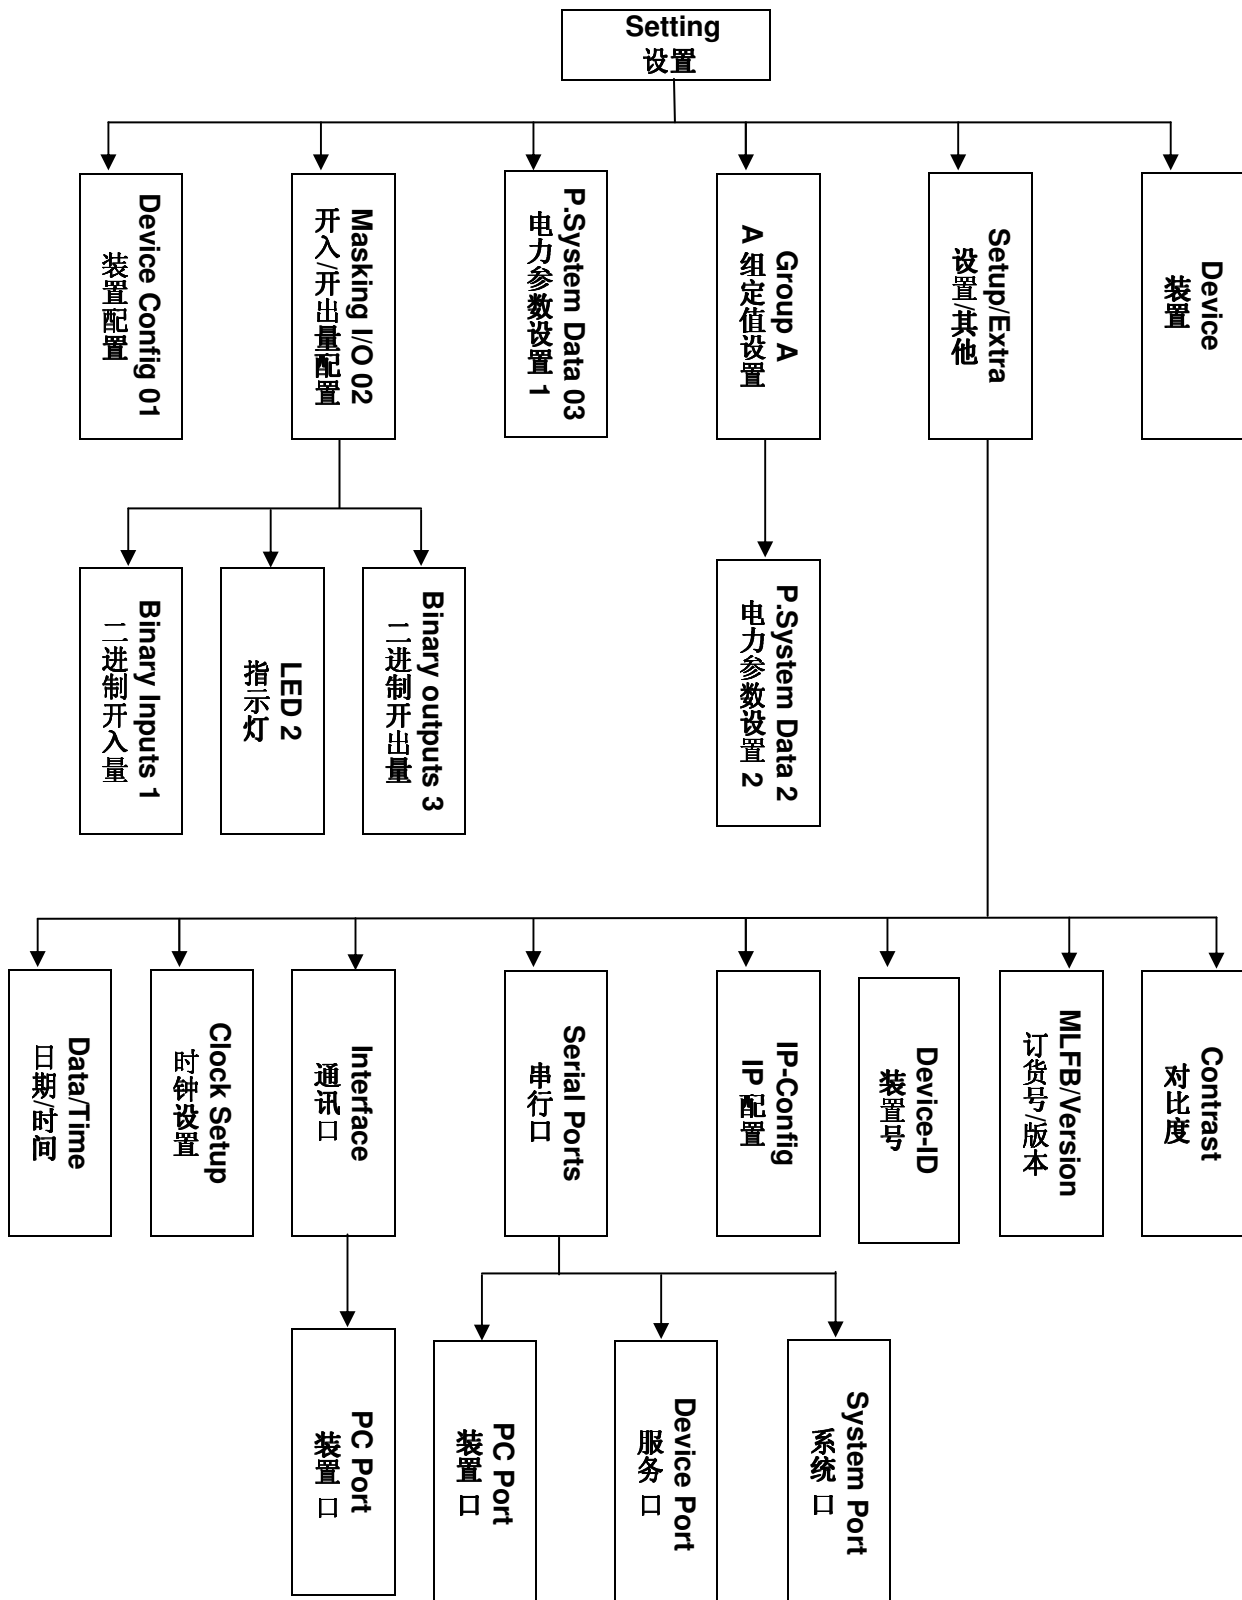 Setting
设置
Device Config 01
装置配置
Masking I/O 02
开入/开出量配置
P.System Data 03
电力参数设置 1
Group A
A 组定值设置
Setup/Extra
设置/其他
Device
装置
Binary Inputs 1
二进制开入量
LED 2
指示灯
Binary outputs 3
二进制开出量
P.System Data 2
电力参数设置 2
Data/Time
日期/时间
Clock Setup
时钟设置
Interface
通讯口
Serial Ports
串行口
IP-Config
IP 配置
Device-ID
装置号
MLFB/Version
订货号/版本
Contrast
对比度
PC Port
装置口
PC Port
装置口
Device Port
服务口
System Port
系统口